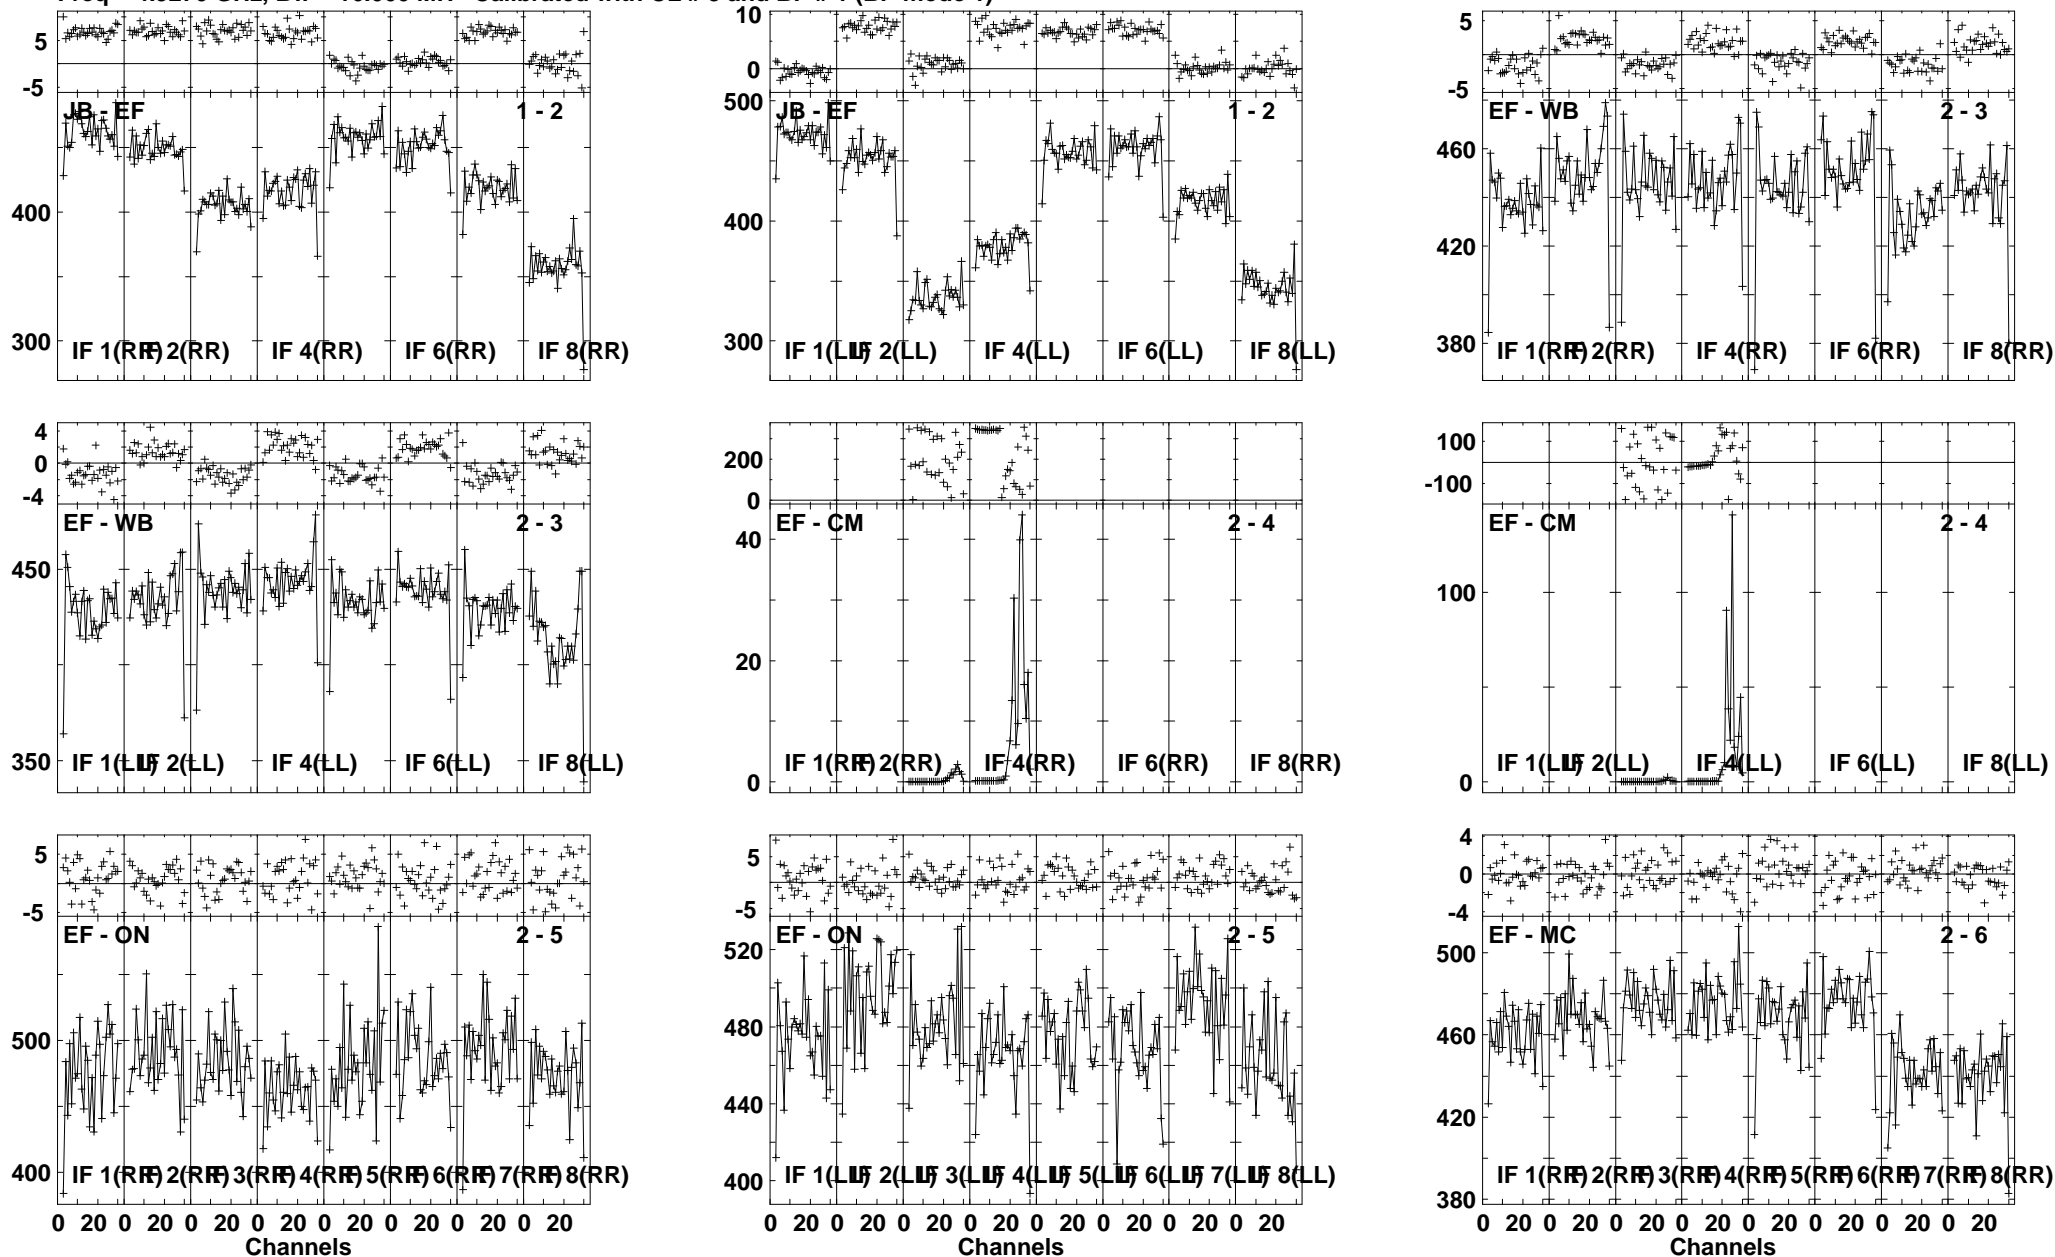 10 5
5 5
-5 0 -5
JB - EF 1 - 2 500 JB - EF 1 - 2 EF - WB 2 - 3
460
400 400 420
300 IF 1(RR) IF 2(RR) IF 4(RR) IF 6(RR) IF 8(RR) 300 IF 1(LL) IF 2(LL) IF 4(LL) IF 6(LL) IF 8(LL) 380 IF 1(RR) IF 2(RR) IF 4(RR) IF 6(RR) IF 8(RR)
4 100
0 200
-4 0 -100
EF - WB 2 - 3 EF - CM 2 - 4 EF - CM 2 - 4
450 40
20 100
350 IF 1(LL) IF 2(LL) IF 4(LL) IF 6(LL) IF 8(LL) 0 IF 1(RR) IF 2(RR) IF 4(RR) IF 6(RR) IF 8(RR) 0 IF 1(LL) IF 2(LL) IF 4(LL) IF 6(LL) IF 8(LL)
5 5 4
0
-5 -5 -4
EF - ON 2 - 5 EF - ON 2 - 5 EF - MC 2 - 6
520 500
500 480 460
440 420
400 IF 1(RR) IF 2(RR) IF 3(RR) IF 4(RR) IF 5(RR) IF 6(RR) IF 7(RR) IF 8(RR) 400 IF 1(LL) IF 2(LL) IF 3(LL) IF 4(LL) IF 5(LL) IF 6(LL) IF 7(LL) IF 8(LL) 380 IF 1(RR) IF 2(RR) IF 3(RR) IF 4(RR) IF 5(RR) IF 6(RR) IF 7(RR) IF 8(RR)
0 20 0 20 0 20 0 20 0 20 0 20 0 20 0 20 0 20 0 20 0 20 0 20 0 20 0 20 0 20 0 20 0 20 0 20 0 20 0 20 0 20 0 20 0 20 0 20
Channels Channels Channels